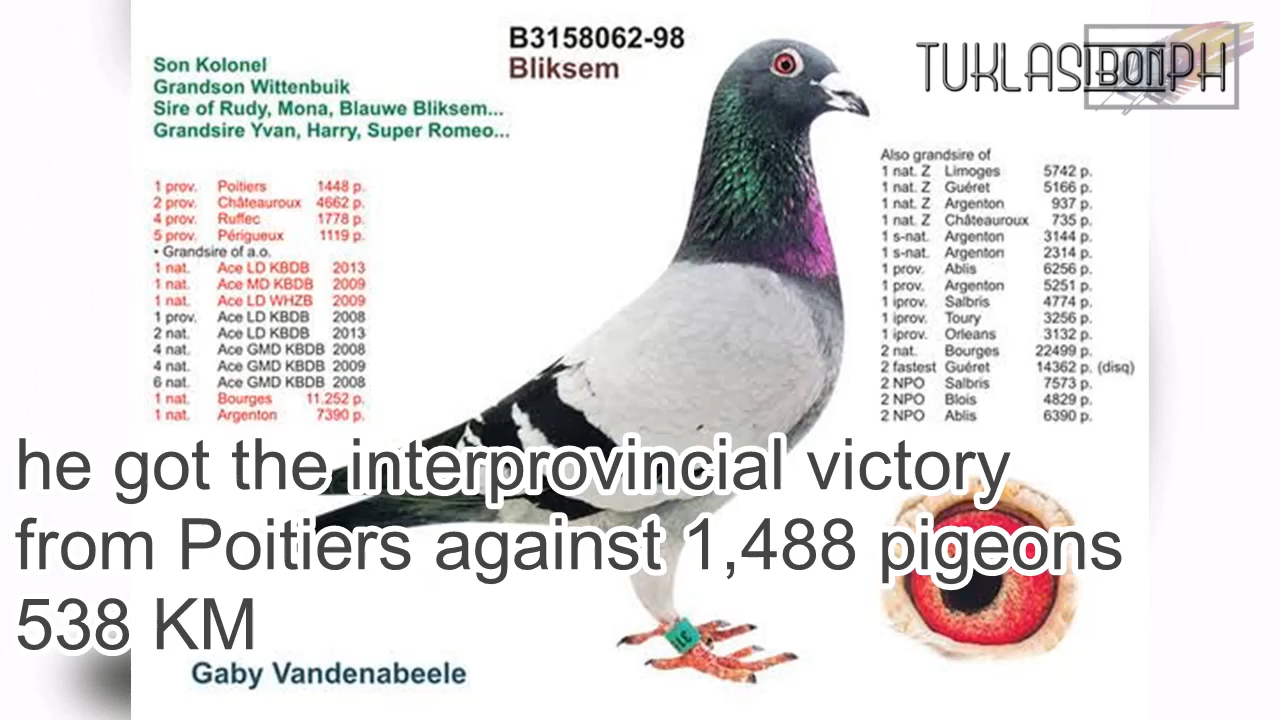 B3158062-98
Bliksem
TUKLAS IBON PH
Son Kolonel
Grandson Wittenbuik
Sire of Rudy, Mona, Blauwe Bliksem...
Grandsire Yvan, Harry, Super Romeo...
1 prov. Poitiers 1448 p.
2 prov. Châteauroux 4662 p.
4 prov. Ruffec 1778 p.
5 prov. Périgueux 1119 p.
• Grandsire of a.o.
1 nat. Ace LD KBDB 2013
1 nat. Ace MD KBDB 2009
1 nat. Ace LD WHZB 2009
1 prov. Ace LD KBDB 2008
2 nat. Ace LD KBDB 2013
4 nat. Ace GMD KBDB 2008
4 nat. Ace GMD KBDB 2009
6 nat. Ace GMD KBDB 2008
1 nat. Bourges 11.252 p.
1 nat. Argenton 7390 p.
Also grandsire of
1 nat. Z Limoges 5742 p.
1 nat. Z Guéret 5166 p.
1 nat. Z Argenton 937 p.
1 nat. Z Châteauroux 735 p.
1 s-nat. Argenton 3144 p.
1 s-nat. Argenton 2314 p.
1 prov. Ablis 6256 p.
1 prov. Argenton 5251 p.
1 iprov. Salbris 4774 p.
1 iprov. Toury 3256 p.
1 iprov. Orleans 3132 p.
2 nat. Bourges 22499 p.
2 fastest Guéret 14362 p. (disq)
2 NPO Salbris 7573 p.
2 NPO Blois 4829 p.
2 NPO Ablis 6390 p.
he got the interprovincial victory
from Poitiers against 1,488 pigeons
538 KM
Gaby Vandenabeele